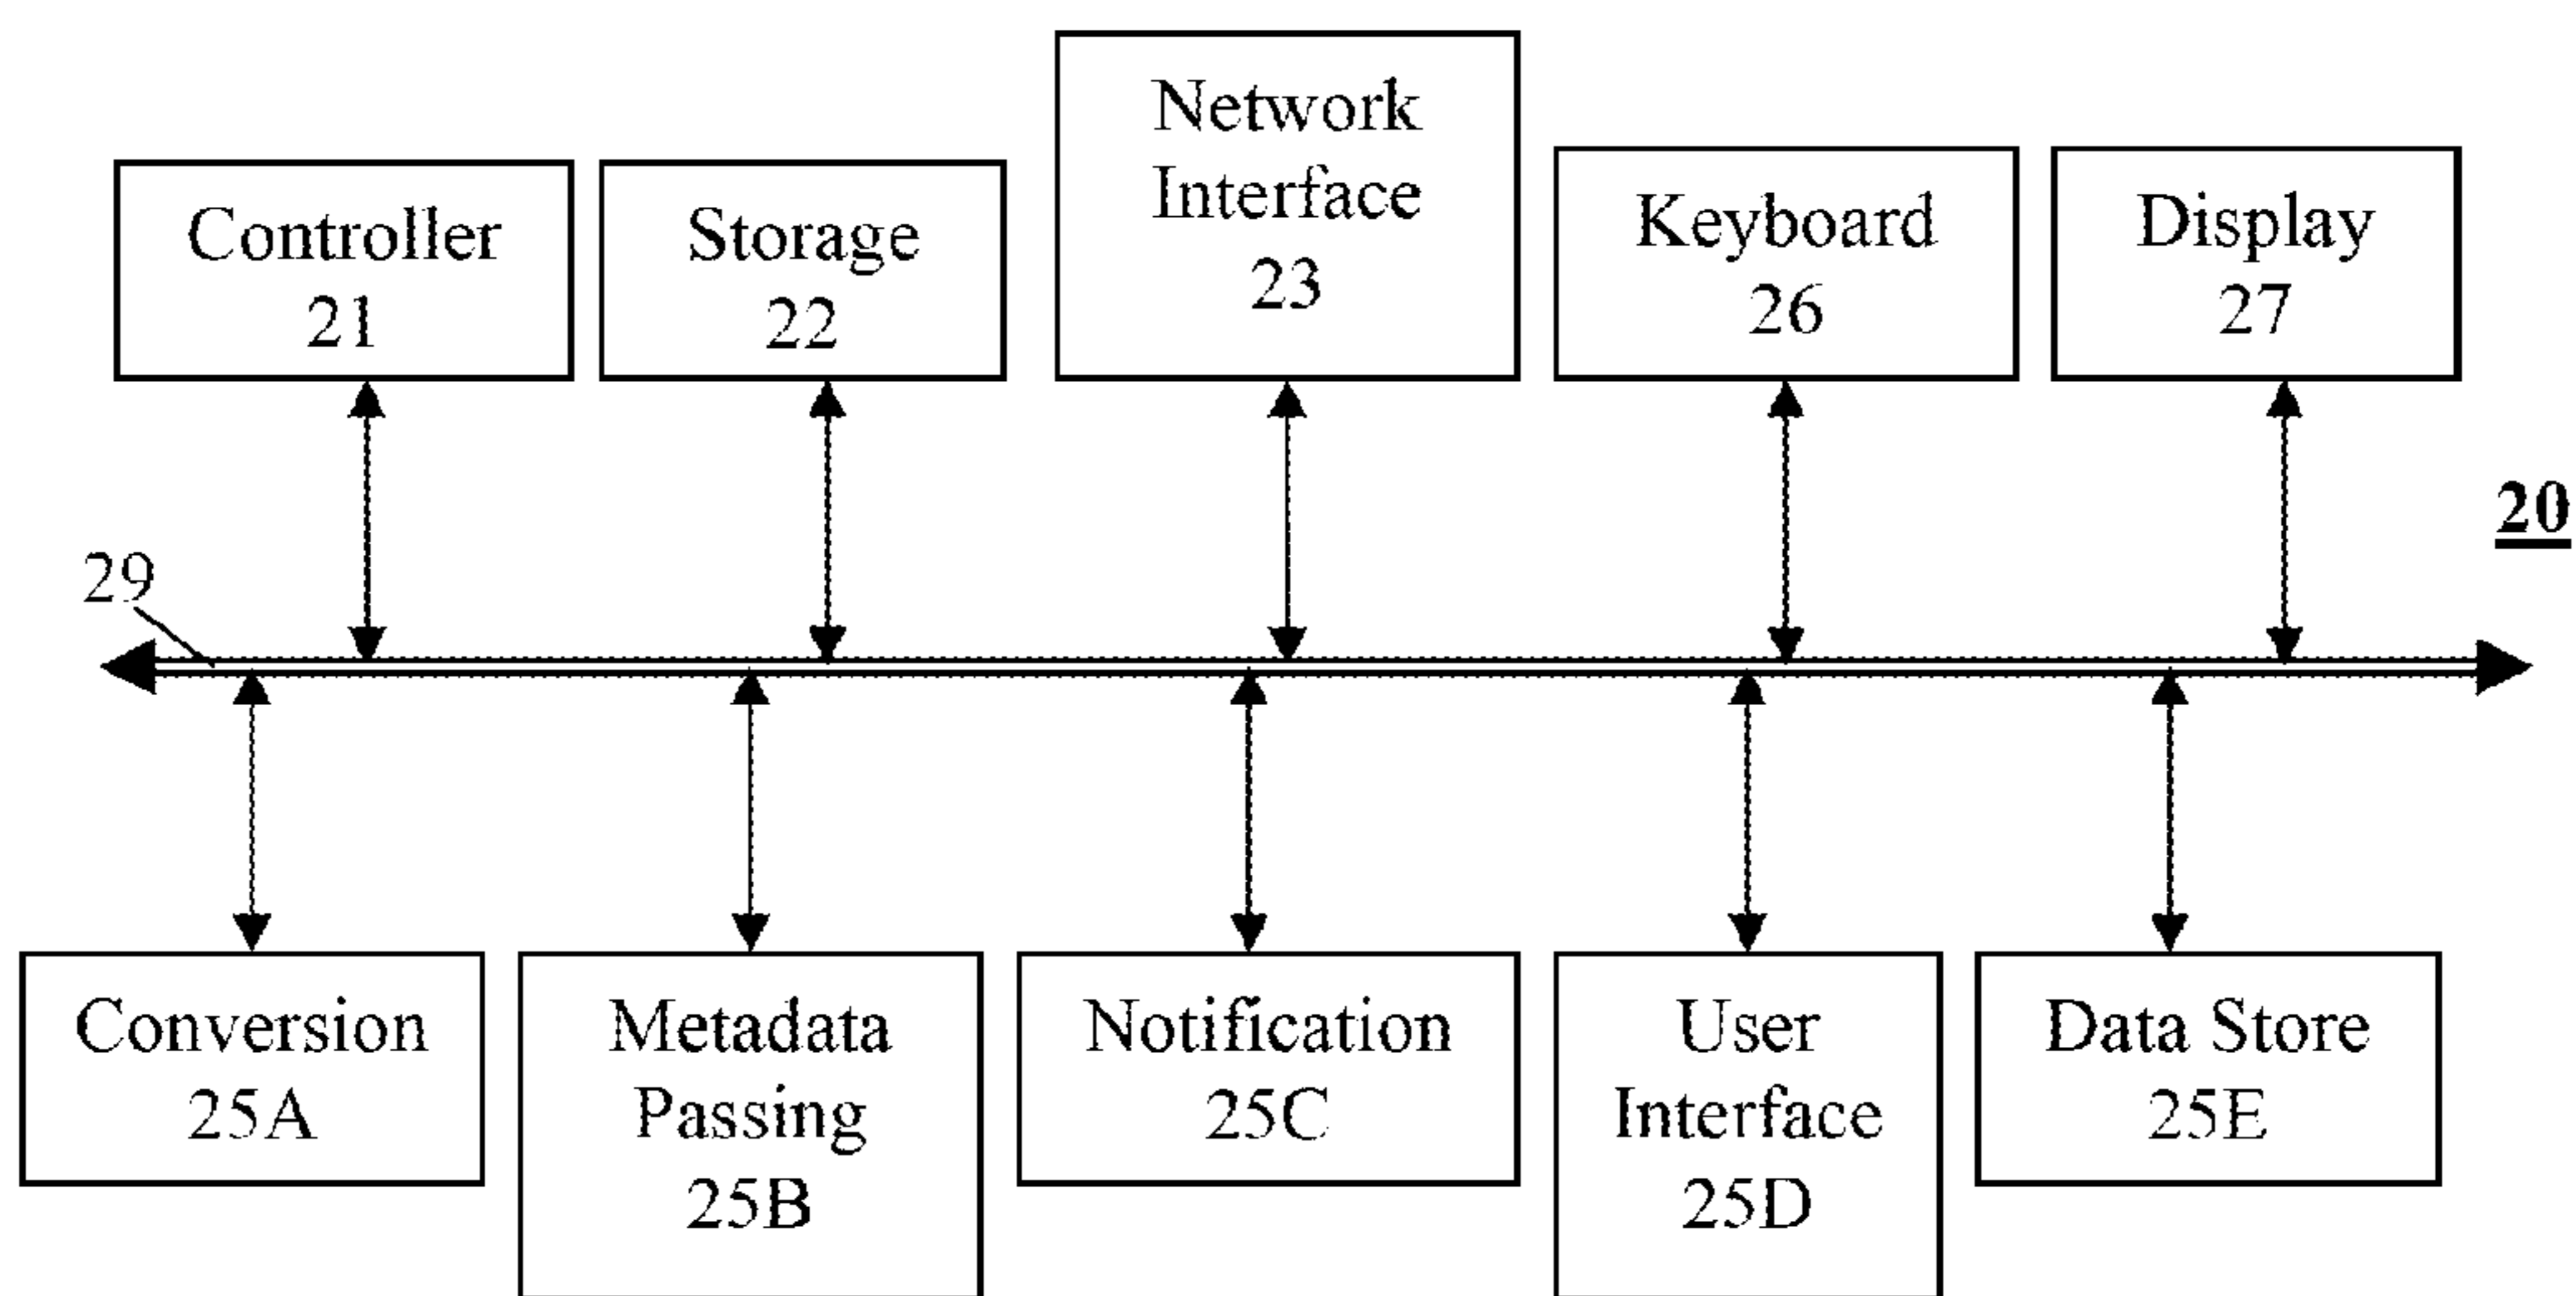 Network
Interface
23
Controller
21
Storage
22
Keyboard
26
Display
27
20
29
Conversion
25A
Metadata
Passing
25B
Notification
25C
User
Interface
25D
Data Store
25E